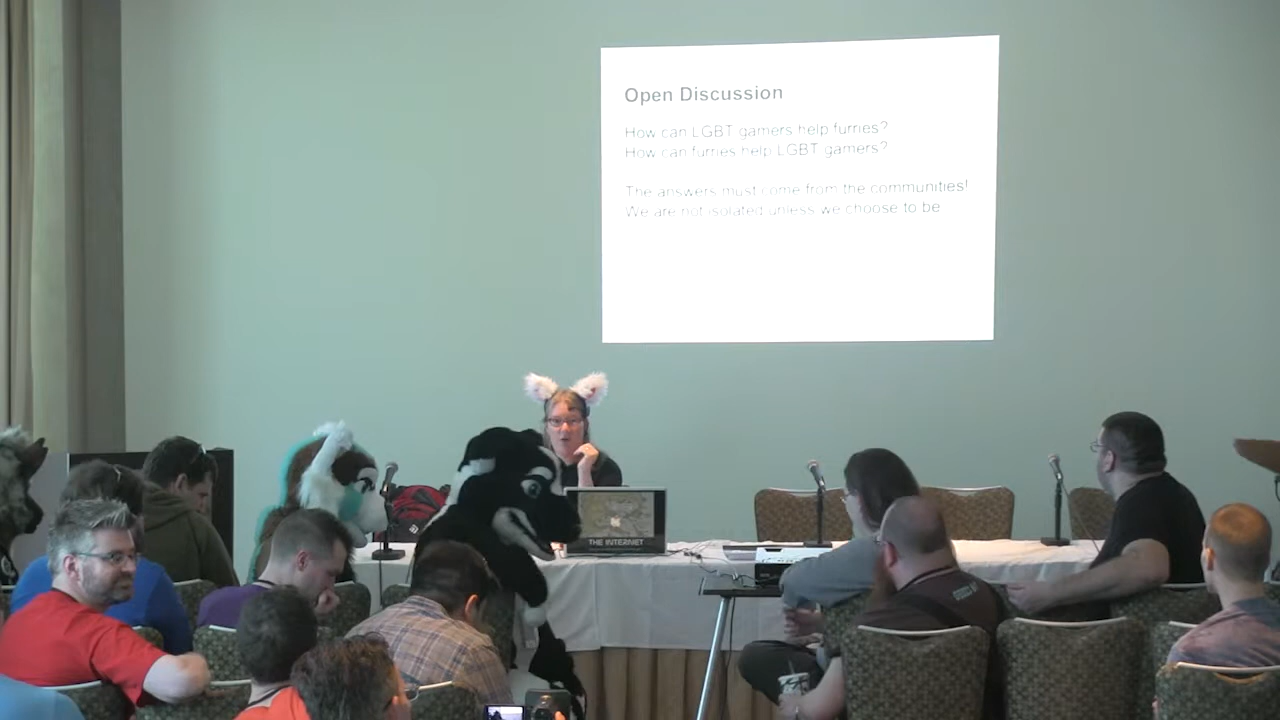 Open Discussion
How can LGBT gamers help furries?
How can furries help LGBT gamers?
The answers must come from the communities!
We are not isolated unless we choose to be
THE INTERNET